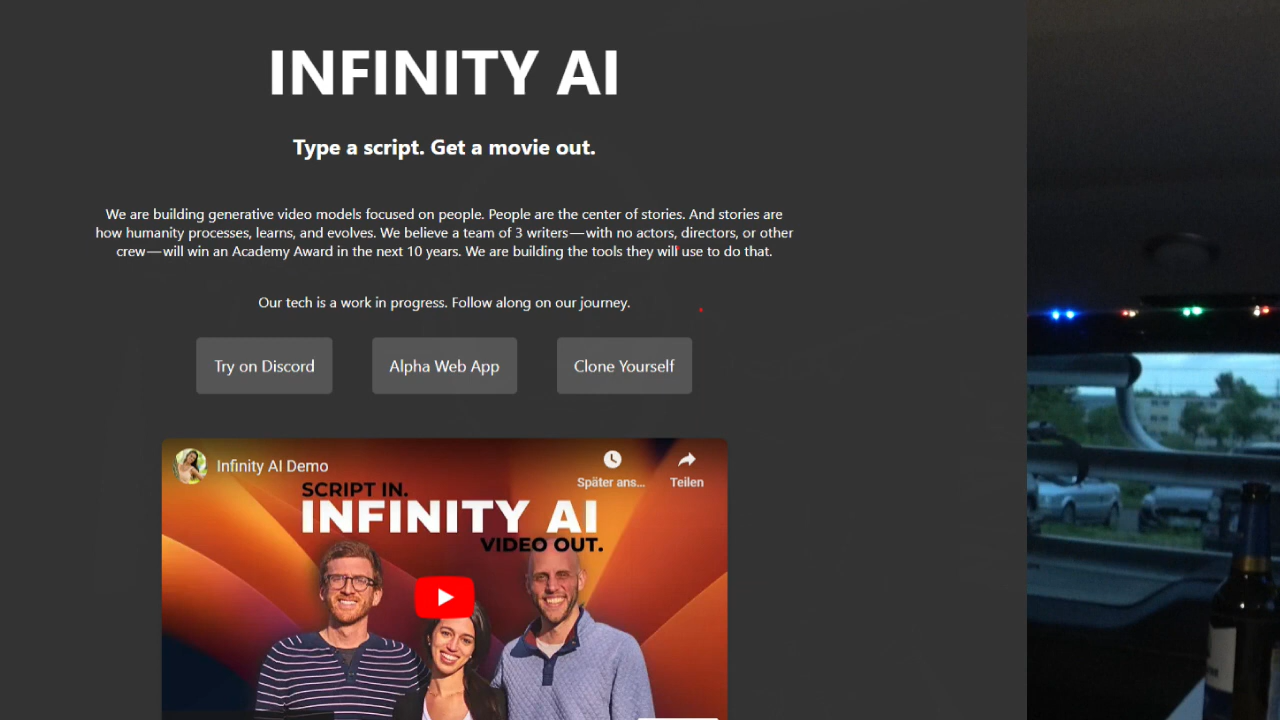 INFINITY AI
Type a script. Get a movie out.
We are building generative video models focused on people. People are the center of stories. And stories are
how humanity processes, learns, and evolves. We believe a team of 3 writers—with no actors, directors, or other
crew—will win an Academy Award in the next 10 years. We are building the tools they will use to do that.
Our tech is a work in progress. Follow along on our journey.
Try on Discord
Alpha Web App
Clone Yourself
Infinity AI Demo
Später ans...
Teilen
SCRIPT IN.
INFINITY AI
VIDEO OUT.